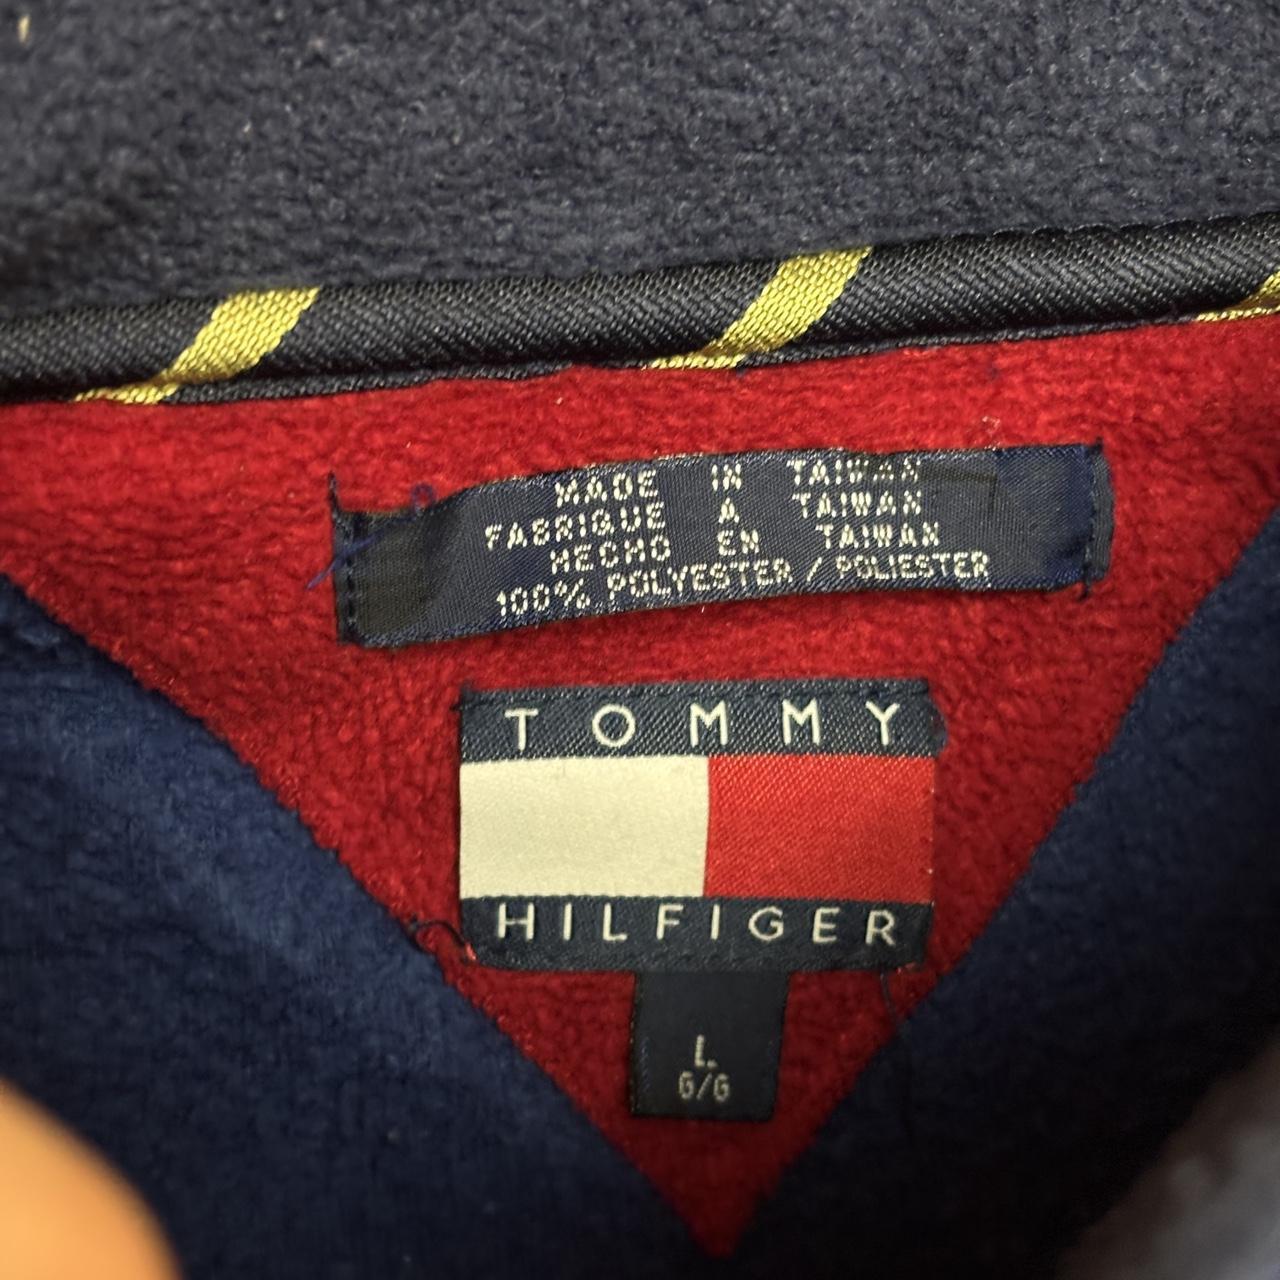 MADE IN TAIWAN
FABRIQUE A TAIWAN
HECHO EN TAIWAN
100% POLYESTER / POLIESTER
TOMMY
HILFIGER
L
G/G